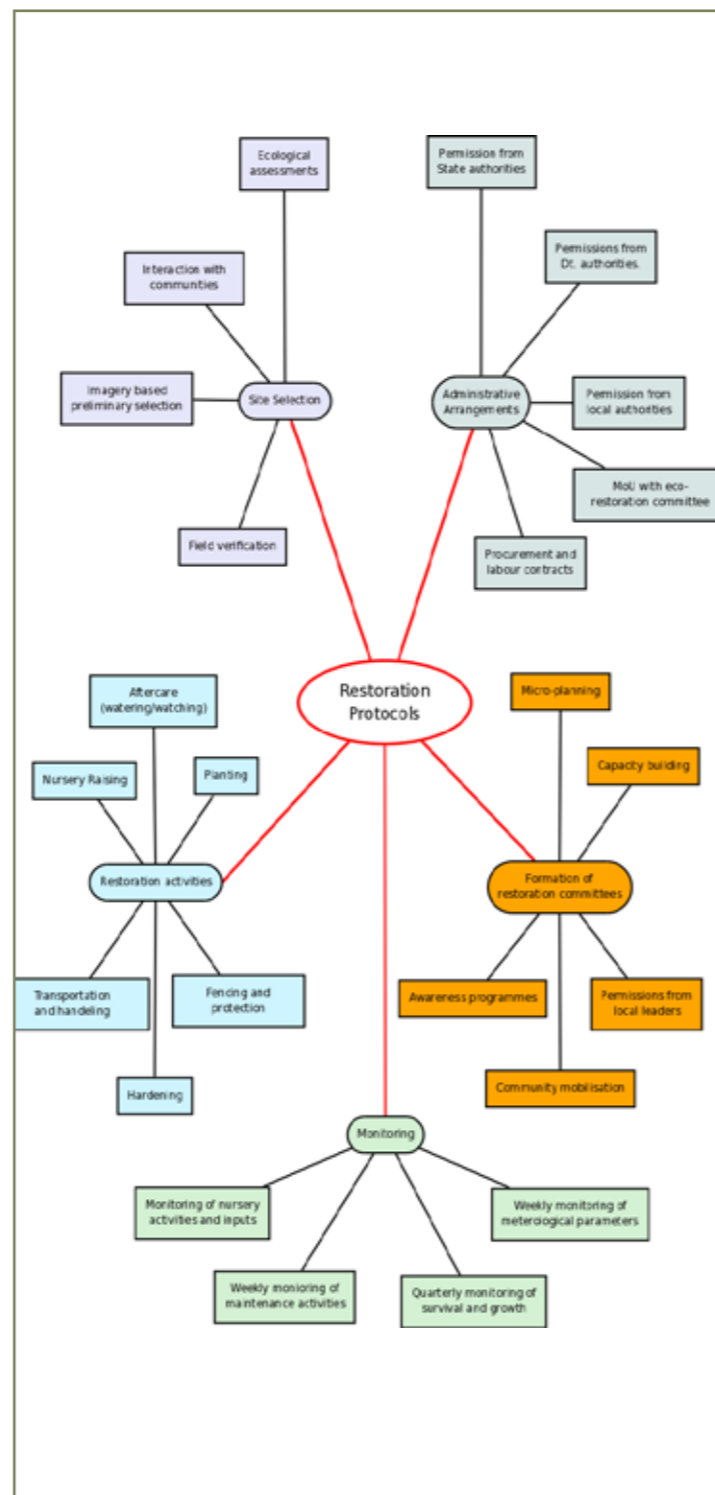 Ecological
assessments
Permission from
State authorities
Interaction with
communities
Permissions from
Dt. authorities.
Imagery based
preliminary selection
Site Selection
Administrative
Arrangements
Permission from
local authorities
MoU with eco-
restoration committee
Field verification
Procurement and
labour contracts
Restoration
Protocols
Aftercare
(watering/watching)
Micro-planning
Nursery Raising
Planting
Capacity building
Restoration activities
Formation of
restoration committees
Transportation
and handeling
Fencing and
protection
Awareness programmes
Permissions from
local leaders
Hardening
Community mobilisation
Monitoring
Monitoring of nursery
activities and inputs
Weekly monitoring of
meterological parameters
Weekly monioring of
maintenance activities
Quarterly monitoring of
survival and growth